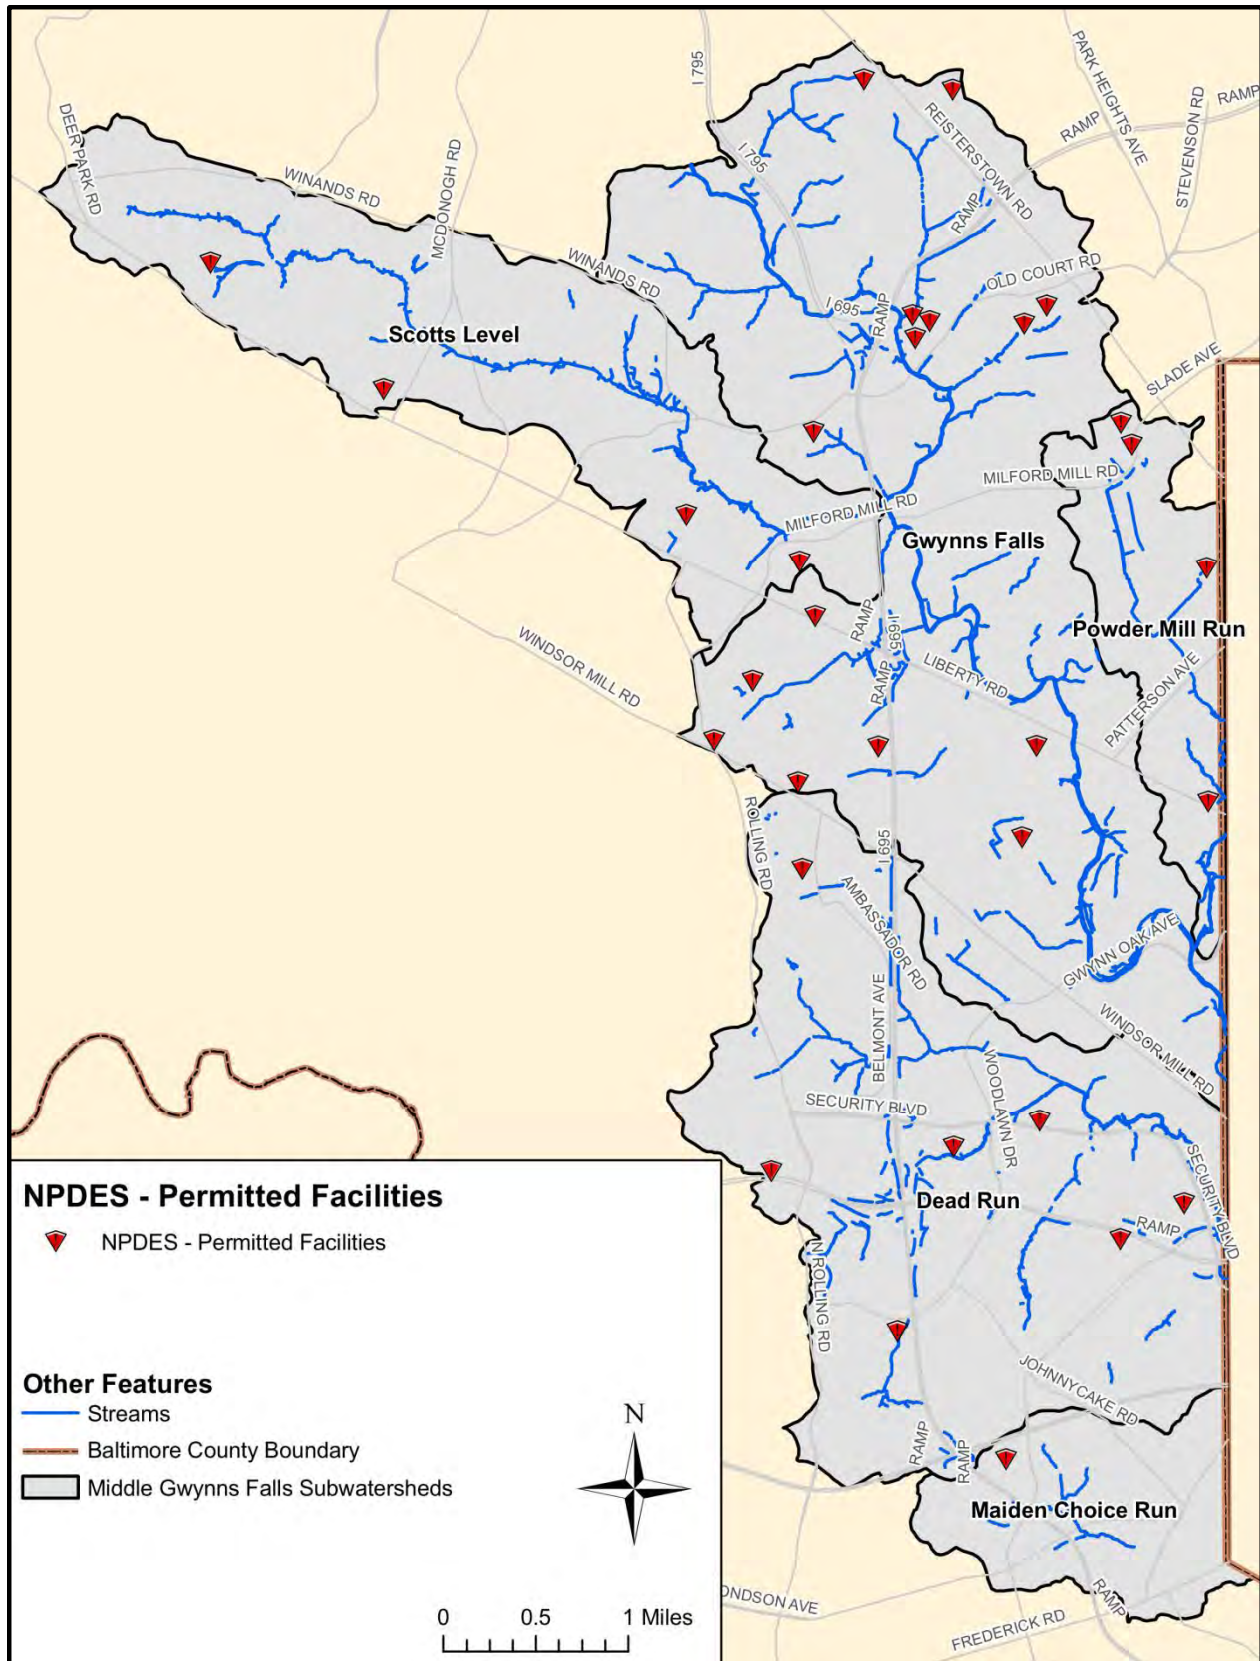 I 795
PARK HEIGHTS AVE
RAMP
RAMP
STEVENSON RD
REISTERSTOWN RD
DEER PARK RD
WINANDS RD
MCDONOGH RD
I 795
RAMP
WINANDS RD
OLD COURT RD
I 695
RAMP
Scotts Level
SLADE AVE
MILFORD MILL RD
MILFORD MILL RD
Gwynns Falls
RAMP
I 695
Powder Mill Run
WINDSOR MILL RD
LIBERTY RD
RAMP
PATTERSON AVE
ROLLING RD
I 695
AMBASSADOR RD
GWYNN OAK AVE
BELMONT AVE
WINDSOR MILL RD
WOODLAWN DR
SECURITY BLVD
SECURITY BLVD
Dead Run
RAMP
N ROLLING RD
JOHNNYCAKE RD
RAMP
RAMP
Maiden Choice Run
RAMP
ONDSON AVE
FREDERICK RD
NPDES - Permitted Facilities
NPDES - Permitted Facilities
Other Features
Streams
Baltimore County Boundary
Middle Gwynns Falls Subwatersheds
N
0 0.5 1 Miles